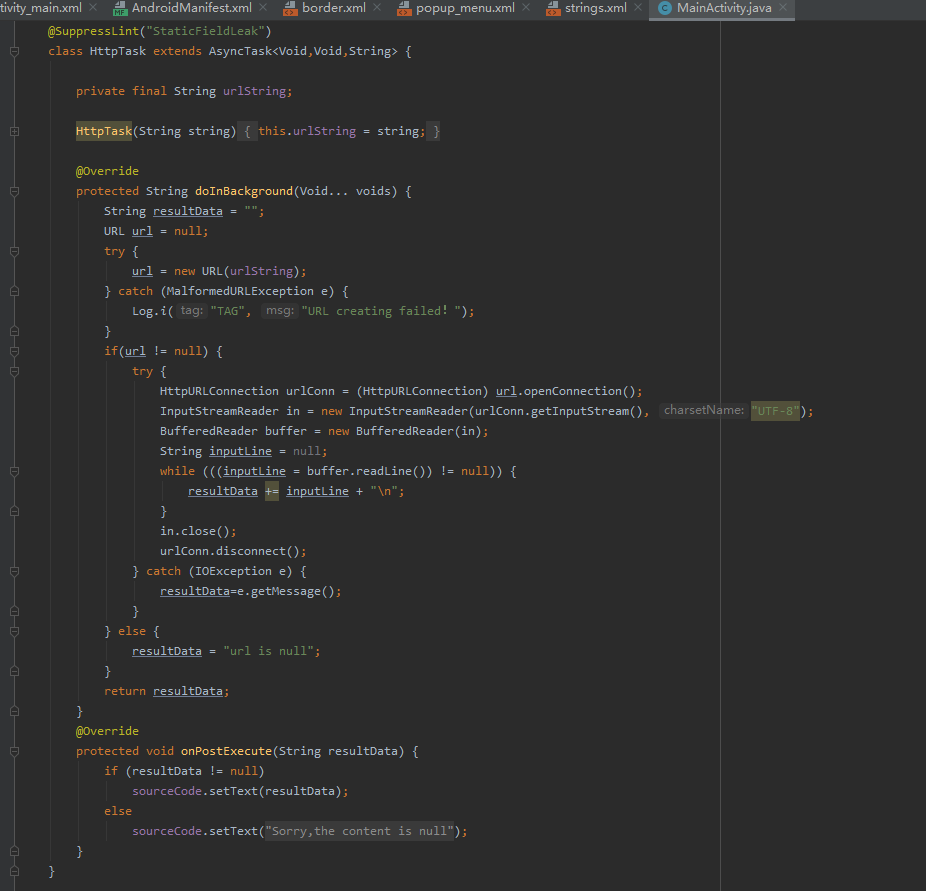 tivity_main.xml AndroidManifest.xml border.xml popup_menu.xml strings.xml MainActivity.java
@SuppressLint("StaticFieldLeak")
class HttpTask extends AsyncTask<Void,Void,String> {
private final String urlString;
HttpTask(String string) { this.urlString = string; }
@Override
protected String doInBackground(Void... voids) {
String resultData = "";
URL url = null;
try {
url = new URL(urlString);
} catch (MalformedURLException e) {
Log.i( tag: "TAG", msg: "URL creating failed！");
}
if(url != null) {
try {
HttpURLConnection urlConn = (HttpURLConnection) url.openConnection();
InputStreamReader in = new InputStreamReader(urlConn.getInputStream(), charsetName: "UTF-8");
BufferedReader buffer = new BufferedReader(in);
String inputLine = null;
while (((inputLine = buffer.readLine()) != null)) {
resultData += inputLine + "\n";
}
in.close();
urlConn.disconnect();
} catch (IOException e) {
resultData=e.getMessage();
}
} else {
resultData = "url is null";
}
return resultData;
}
@Override
protected void onPostExecute(String resultData) {
if (resultData != null)
sourceCode.setText(resultData);
else
sourceCode.setText("Sorry,the content is null");
}
}